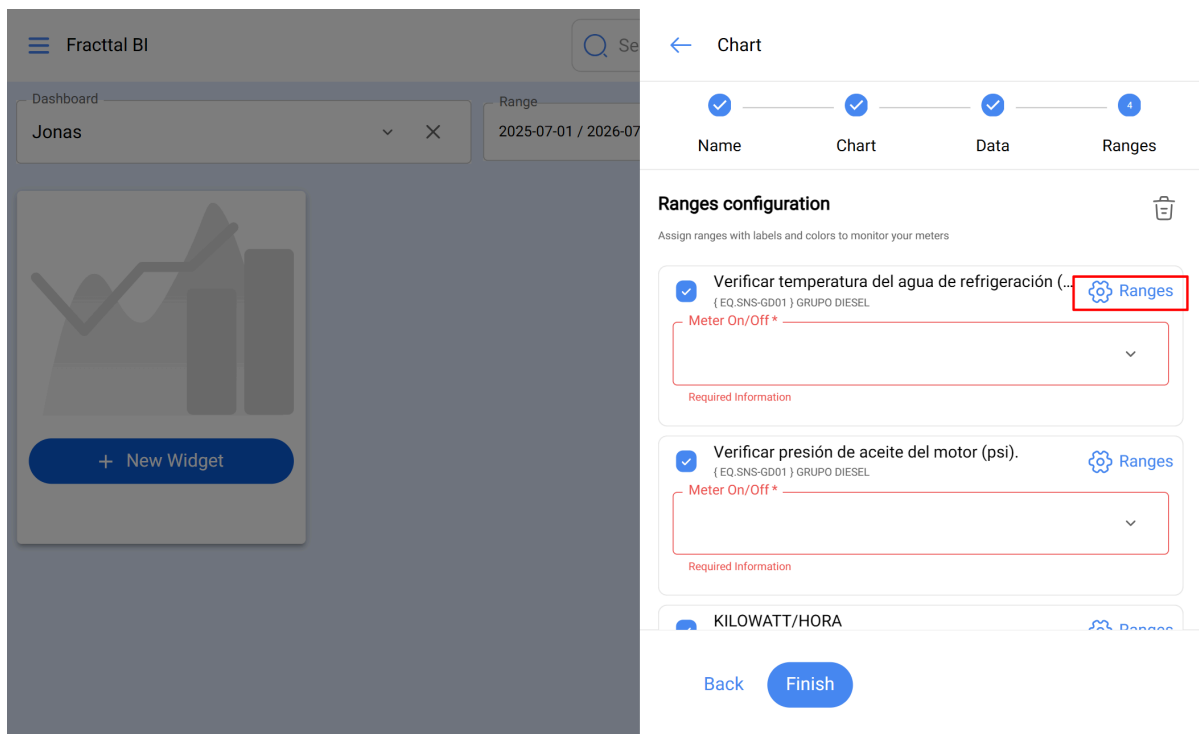 Fracttal BI
Se
Chart
Dashboard
Jonas
Range
2025-07-01 / 2026-07
4
Name
Chart
Data
Ranges
Ranges configuration
Assign ranges with labels and colors to monitor your meters
Verificar temperatura del agua de refrigeración (...
{ EQ.SNS-GD01 } GRUPO DIESEL
Ranges
Meter On/Off *
Required Information
+ New Widget
Verificar presión de aceite del motor (psi).
{ EQ.SNS-GD01 } GRUPO DIESEL
Ranges
Meter On/Off *
Required Information
KILOWATT/HORA
Ranges
Back
Finish